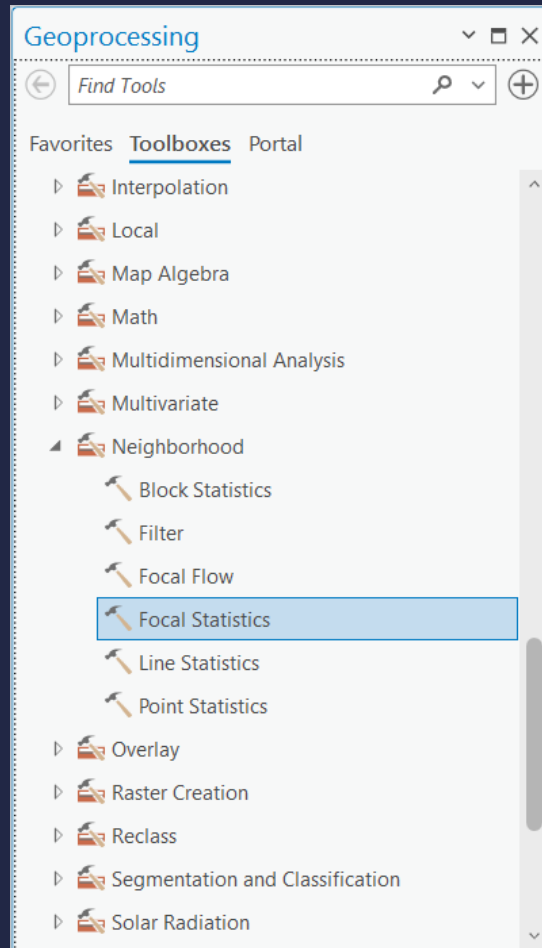 Geoprocessing
Find Tools
Favorites Toolboxes Portal
Interpolation
Local
Map Algebra
Math
Multidimensional Analysis
Multivariate
Neighborhood
Block Statistics
Filter
Focal Flow
Focal Statistics
Line Statistics
Point Statistics
Overlay
Raster Creation
Reclass
Segmentation and Classification
Solar Radiation